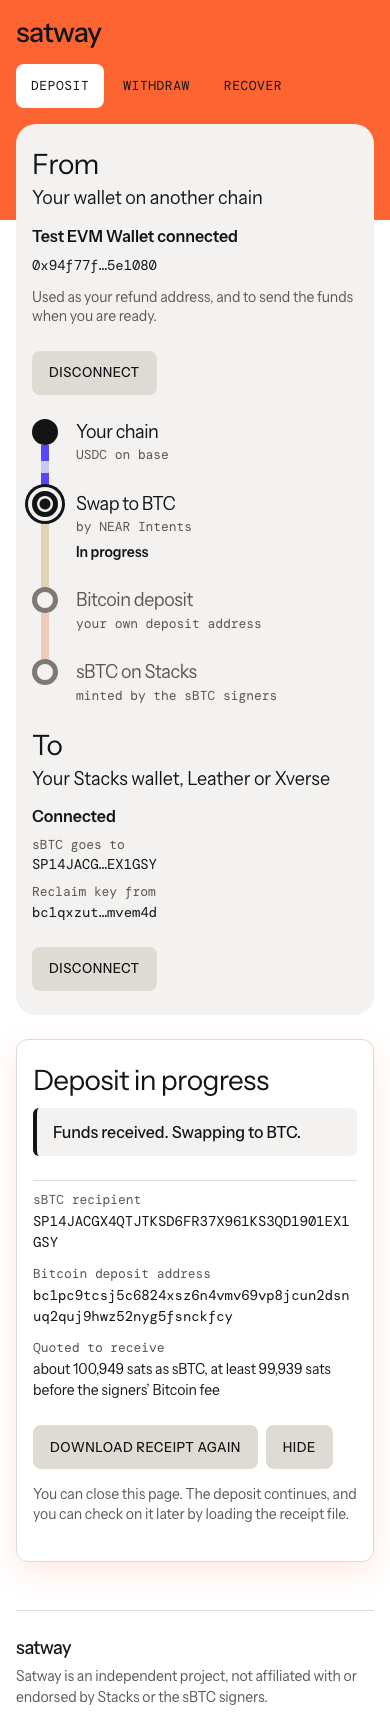 satway
DEPOSIT WITHDRAW RECOVER
From
Your wallet on another chain
Test EVM Wallet connected
0x94f77f…5e1080
Used as your refund address, and to send the funds
when you are ready.
DISCONNECT
Your chain
USDC on base
Swap to BTC
by NEAR Intents
In progress
Bitcoin deposit
your own deposit address
sBTC on Stacks
minted by the sBTC signers
To
Your Stacks wallet, Leather or Xverse
Connected
sBTC goes to
SP14JACG…EX1GSY
Reclaim key from
bc1qxzut…mvem4d
DISCONNECT
Deposit in progress
Funds received. Swapping to BTC.
sBTC recipient
SP14JACGX4QTJTKSD6FR37X961KS3QD1901EX1
GSY
Bitcoin deposit address
bc1pc9tcsj5c6824xsz6n4vmv69vp8jcun2dsn
uq2quj9hwz52nyg5fsnckfcy
Quoted to receive
about 100,949 sats as sBTC, at least 99,939 sats
before the signers’ Bitcoin fee
DOWNLOAD RECEIPT AGAIN HIDE
You can close this page. The deposit continues, and
you can check on it later by loading the receipt file.
satway
Satway is an independent project, not affiliated with or
endorsed by Stacks or the sBTC signers.